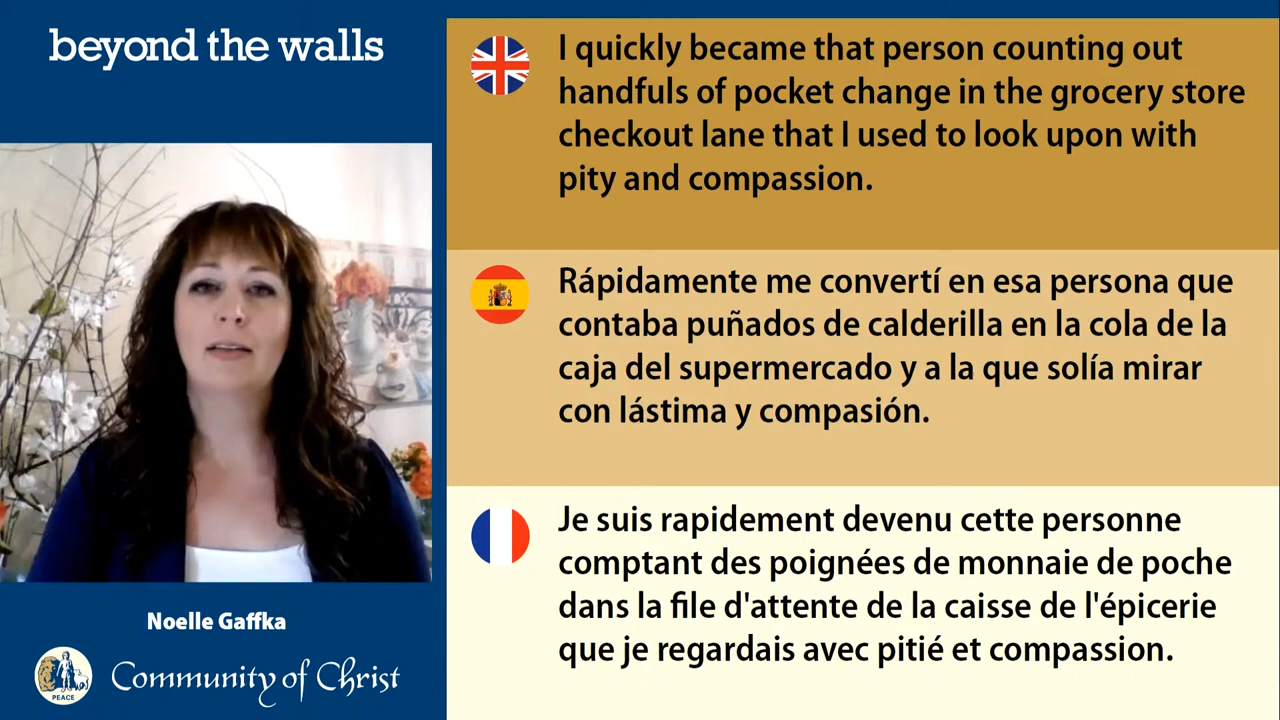 beyond the walls
I quickly became that person counting out
handfuls of pocket change in the grocery store
checkout lane that I used to look upon with
pity and compassion.
Rápidamente me convertí en esa persona que
contaba puñados de calderilla en la cola de la
caja del supermercado y a la que solía mirar
con lástima y compasión.
Je suis rapidement devenu cette personne
comptant des poignées de monnaie de poche
dans la file d'attente de la caisse de l'épicerie
que je regardais avec pitié et compassion.
Noelle Gaffka
PEACE
Community of Christ